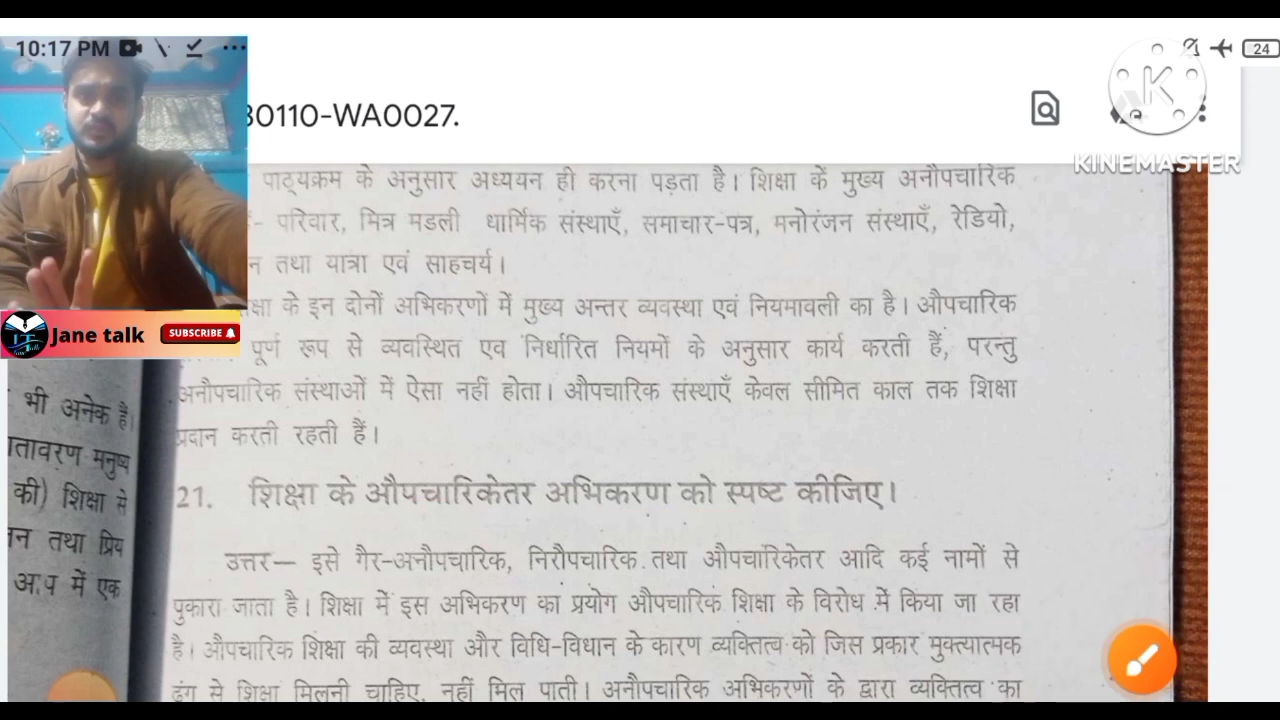 10:17 PM
24
30110-WA0027.
KINEMASTER
पाठ्यक्रम के अनुसार अध्ययन ही करना पड़ता है। शिक्षा कें मुख्य अनौपचारिक
परिवार, मित्र मडली धार्मिक संस्थाएँ, समाचार-पत्र, मनोरंजन संस्थाएँ, रेडियो,
न तथा यात्रा एवं साहचर्य।
क्षा के इन दोनों अभिकरणों में मुख्य अन्तर व्यवस्था एवं नियमावली का है। औपचारिक
पूर्ण रूप से व्यवस्थित एव निर्धारित नियमों के अनुसार कार्य करती हैं, परन्तु
अनौपचारिक संस्थाओं में ऐसा नहीं होता। औपचारिक संस्थाएँ केवल सीमित काल तक शिक्षा
प्रदान करती रहती हैं।
Jane talk
SUBSCRIBE
भी अनेक है।
तावरण मनुष्य
की) शिक्षा से
तथा प्रिय
में एक
21. शिक्षा के औपचारिकेतर अभिकरण को स्पष्ट कीजिए।
उत्तर— इसे गैर-अनौपचारिक, निरौपचारिक तथा औपचारिकेतर आदि कई नामों से
पुकारा जाता है। शिक्षा में इस अभिकरण का प्रयोग औपचारिक शिक्षा के विरोध में किया जा रहा
है। औपचारिक शिक्षा की व्यवस्था और विधि-विधान के कारण व्यक्तित्व को जिस प्रकार मुक्त्यात्मक
ढंग से शिक्षा मिलनी चाहिए, नहीं मिल पाती। अनौपचारिक अभिकरणों के द्वारा व्यक्तित्व का